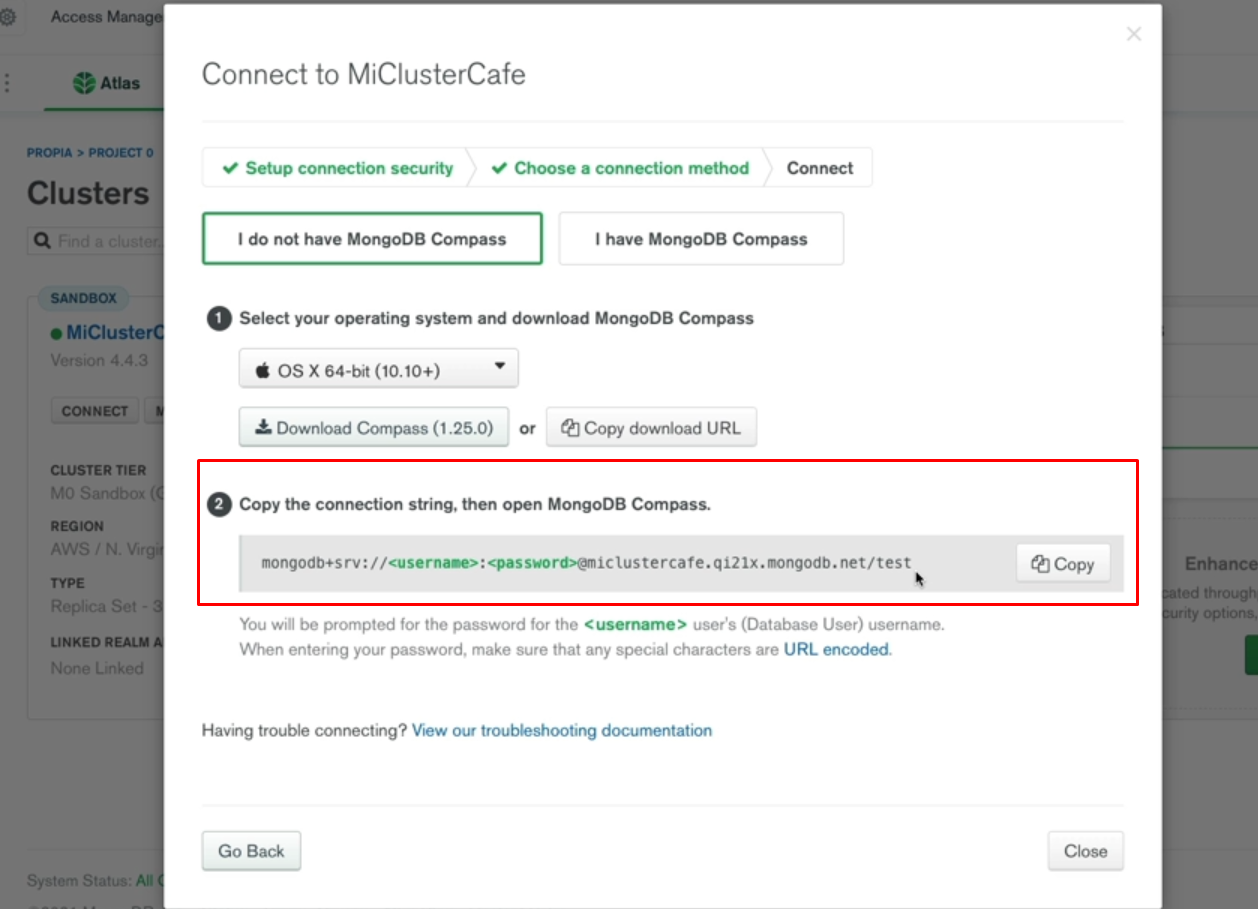 Access Manage
Connect to MiClusterCafe
Atlas
PROPIA > PROJECT 0
Clusters
Find a cluster..
Setup connection security
Choose a connection method
Connect
I do not have MongoDB Compass
I have MongoDB Compass
SANDBOX
MiClusterC
Version 4.4.3
CONNECT
CLUSTER TIER
M0 Sandbox (
REGION
AWS / N. Virgin
TYPE
Replica Set - 3
LINKED REALM A
None Linked
1 Select your operating system and download MongoDB Compass
OS X 64-bit (10.10+)
Download Compass (1.25.0) or Copy download URL
2 Copy the connection string, then open MongoDB Compass.
mongodb+srv://<username>:<password>@miclustercafe.qi21x.mongodb.net/test
Copy
You will be prompted for the password for the <username> user's (Database User) username.
When entering your password, make sure that any special characters are URL encoded.
Having trouble connecting? View our troubleshooting documentation
Go Back
Close
Enhance
cated through
curity options,
System Status: All